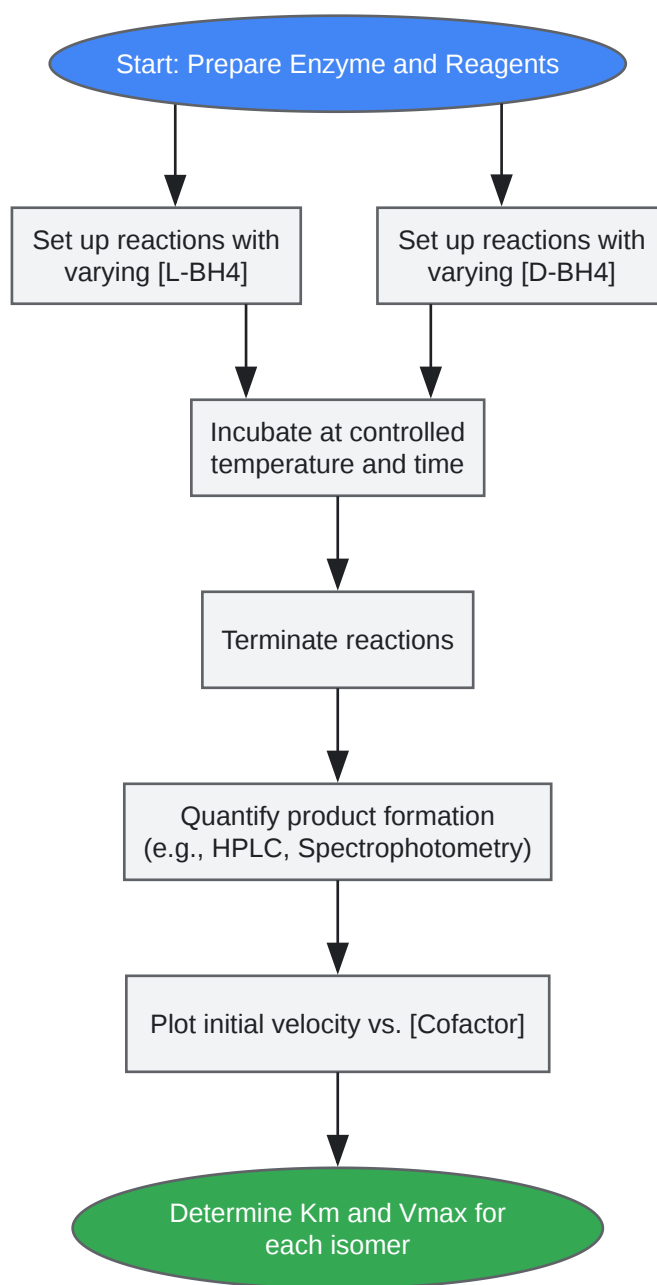 Start: Prepare Enzyme and Reagents
Set up reactions with
varying [L-BH4]
Set up reactions with
varying [D-BH4]
Incubate at controlled
temperature and time
Terminate reactions
Quantify product formation
(e.g., HPLC, Spectrophotometry)
Plot initial velocity vs. [Cofactor]
Determine Km and Vmax for
each isomer